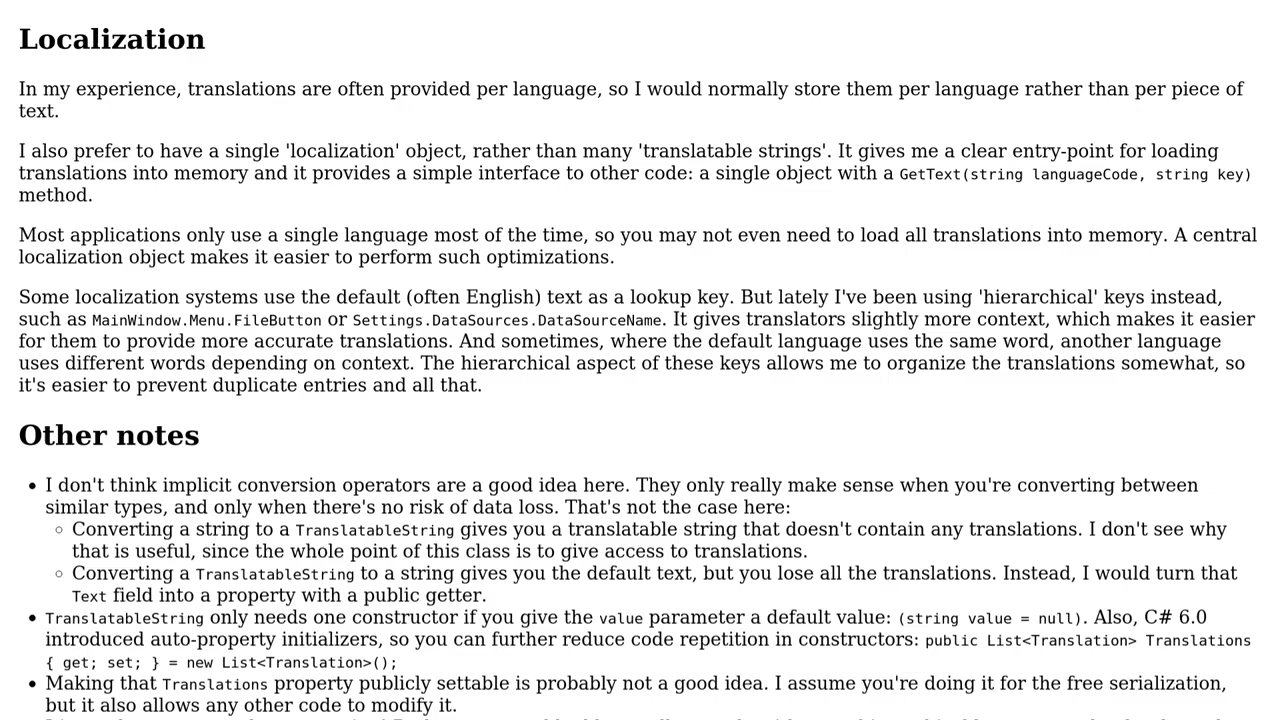 Localization
In my experience, translations are often provided per language, so I would normally store them per language rather than per piece of
text.
I also prefer to have a single 'localization' object, rather than many 'translatable strings'. It gives me a clear entry-point for loading
translations into memory and it provides a simple interface to other code: a single object with a GetText(string languageCode, string key)
method.
Most applications only use a single language most of the time, so you may not even need to load all translations into memory. A central
localization object makes it easier to perform such optimizations.
Some localization systems use the default (often English) text as a lookup key. But lately I've been using 'hierarchical' keys instead,
such as MainWindow.Menu.FileButton or Settings.DataSources.DataSourceName. It gives translators slightly more context, which makes it easier
for them to provide more accurate translations. And sometimes, where the default language uses the same word, another language
uses different words depending on context. The hierarchical aspect of these keys allows me to organize the translations somewhat, so
it's easier to prevent duplicate entries and all that.
Other notes
• I don't think implicit conversion operators are a good idea here. They only really make sense when you're converting between
similar types, and only when there's no risk of data loss. That's not the case here:
◦ Converting a string to a TranslatableString gives you a translatable string that doesn't contain any translations. I don't see why
that is useful, since the whole point of this class is to give access to translations.
◦ Converting a TranslatableString to a string gives you the default text, but you lose all the translations. Instead, I would turn that
Text field into a property with a public getter.
• TranslatableString only needs one constructor if you give the value parameter a default value: (string value = null). Also, C# 6.0
introduced auto-property initializers, so you can further reduce code repetition in constructors: public List<Translation> Translations
{ get; set; } = new List<Translation>();
• Making that Translations property publicly settable is probably not a good idea. I assume you're doing it for the free serialization,
but it also allows any other code to modify it.